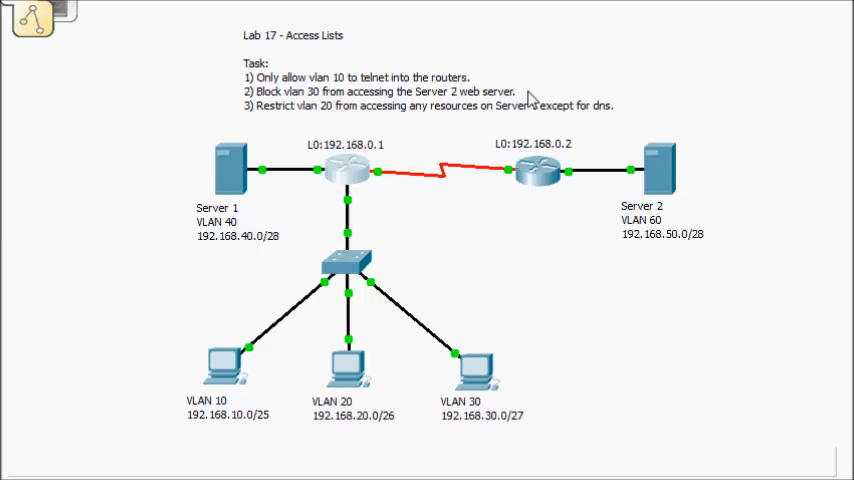 Lab 17 - Access Lists
Task:
1) Only allow vlan 10 to telnet into the routers.
2) Block vlan 30 from accessing the Server 2 web server.
3) Restrict vlan 20 from accessing any resources on Server except for dns.
L0:192.168.0.1
L0:192.168.0.2
Server 1
VLAN 40
192.168.40.0/28
Server 2
VLAN 60
192.168.50.0/28
VLAN 10
192.168.10.0/25
VLAN 20
192.168.20.0/26
VLAN 30
192.168.30.0/27